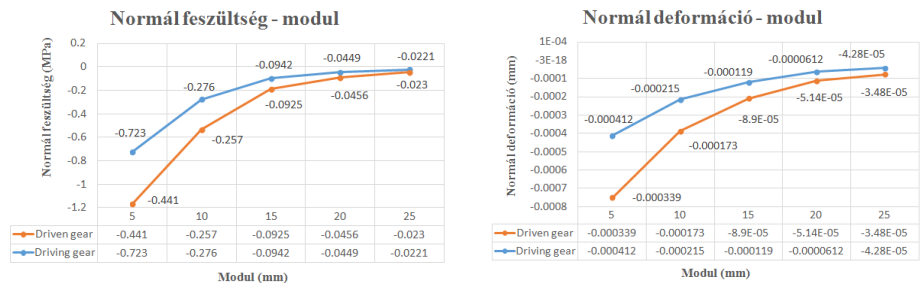 Normál feszültség - modul
Normál feszültség (MPa)
0.2
0
-0.2
-0.4
-0.6
-0.8
-1
-1.2
-0.723
-0.276
-0.0942
-0.0449
-0.0221
-0.441
-0.257
-0.0925
-0.0456
-0.023
5 10 15 20 25
Driven gear -0.441 -0.257 -0.0925 -0.0456 -0.023
Driving gear -0.723 -0.276 -0.0942 -0.0449 -0.0221
Modul (mm)
Normál deformáció - modul
Normál deformáció (mm)
1E-04
-3E-18
-0.0001
-0.0002
-0.0003
-0.0004
-0.0005
-0.0006
-0.0007
-0.0008
-0.000412
-0.000215
-0.000119
-0.0000612
-4.28E-05
-0.000339
-0.000173
-8.9E-05
-5.14E-05
-3.48E-05
5 10 15 20 25
Driven gear -0.000339 -0.000173 -8.9E-05 -5.14E-05 -3.48E-05
Driving gear -0.000412 -0.000215 -0.000119 -0.0000612 -4.28E-05
Modul (mm)